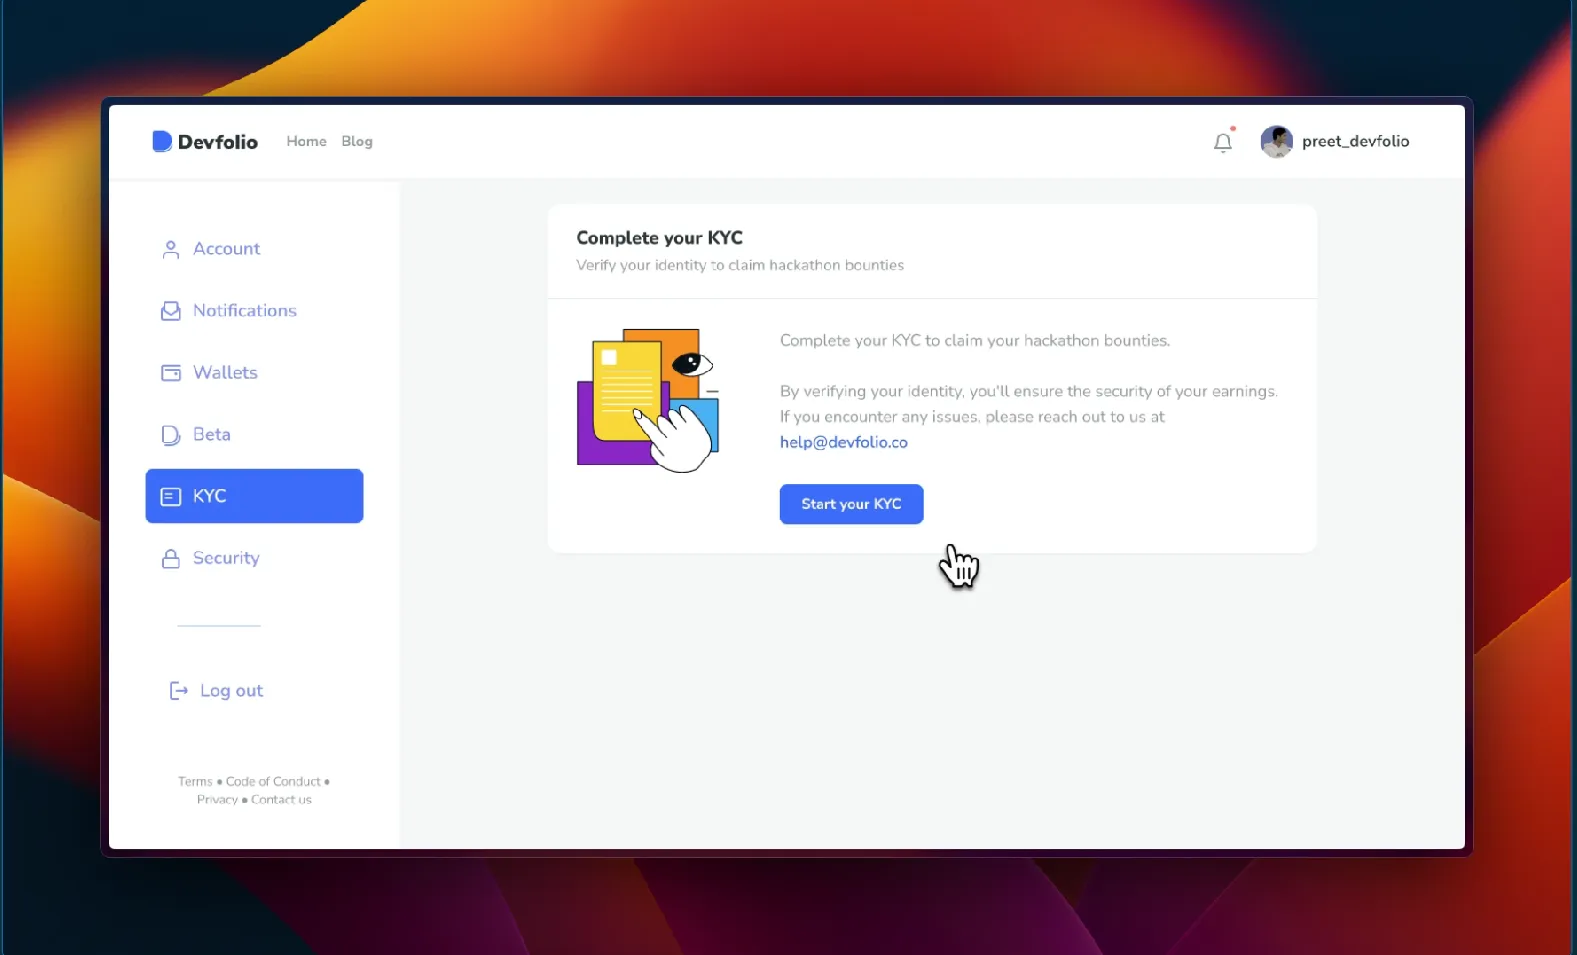 Devfolio
Home
Blog
preet_devfolio
Account
Notifications
Wallets
Beta
KYC
Security
Log out
Terms • Code of Conduct •
Privacy • Contact us
Complete your KYC
Verify your identity to claim hackathon bounties
Complete your KYC to claim your hackathon bounties.
By verifying your identity, you'll ensure the security of your earnings.
If you encounter any issues, please reach out to us at
help@devfolio.co
Start your KYC